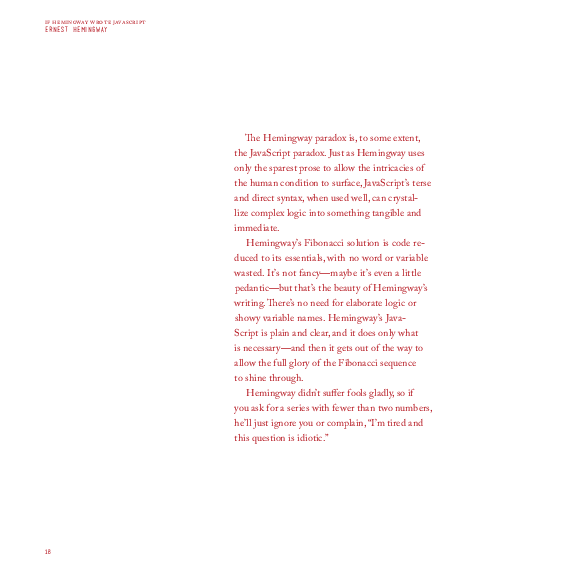 IF HEMINGWAY WROTE JAVASCRIPT
ERNEST HEMINGWAY
The Hemingway paradox is, to some extent,
the JavaScript paradox. Just as Hemingway uses
only the sparest prose to allow the intricacies of
the human condition to surface, JavaScript's terse
and direct syntax, when used well, can crystal-
lize complex logic into something tangible and
immediate.
Hemingway's Fibonacci solution is code re-
duced to its essentials, with no word or variable
wasted. It's not fancy—maybe it's even a little
pedantic—but that's the beauty of Hemingway's
writing. There's no need for elaborate logic or
showy variable names. Hemingway's Java-
Script is plain and clear, and it does only what
is necessary—and then it gets out of the way to
allow the full glory of the Fibonacci sequence
to shine through.
Hemingway didn't suffer fools gladly, so if
you ask for a series with fewer than two numbers,
he'll just ignore you or complain, “I'm tired and
this question is idiotic.”
18